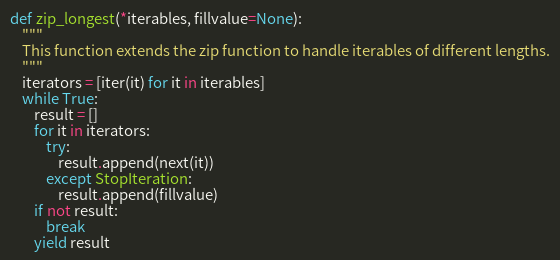 def zip_longest(*iterables, fillvalue=None):
    """
    This function extends the zip function to handle iterables of different lengths.
    """
    iterators = [iter(it) for it in iterables]
    while True:
        result = []
        for it in iterators:
            try:
                result.append(next(it))
            except StopIteration:
                result.append(fillvalue)
        if not result:
            break
        yield result